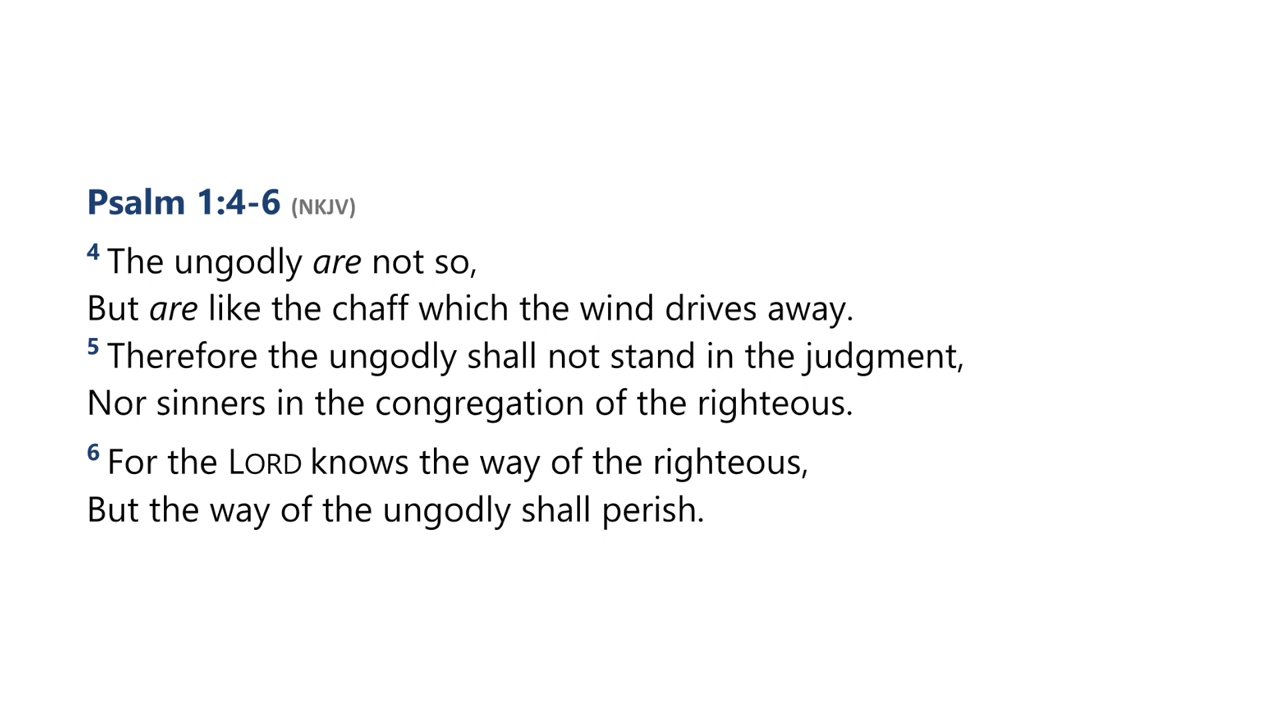 Psalm 1:4-6 (NKJV)
4 The ungodly are not so,
But are like the chaff which the wind drives away.
5 Therefore the ungodly shall not stand in the judgment,
Nor sinners in the congregation of the righteous.
6 For the LORD knows the way of the righteous,
But the way of the ungodly shall perish.